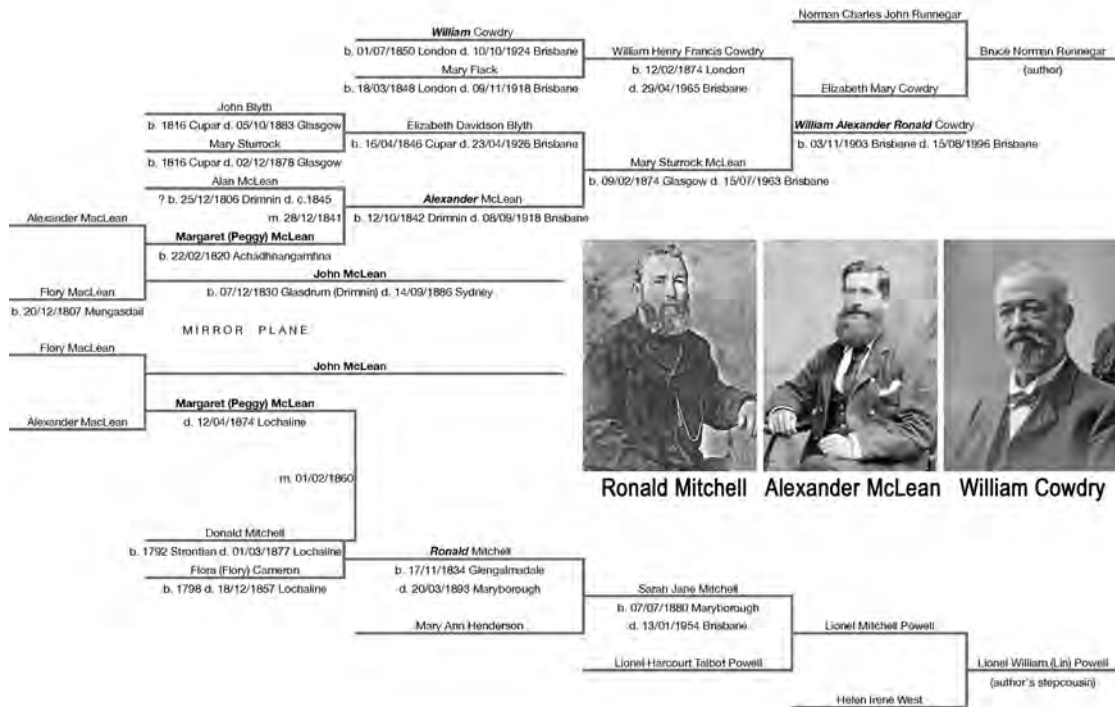 Norman Charles John Runnegar
William Cowdry
b. 01/07/1850 London d. 10/10/1924 Brisbane
William Henry Francis Cowdry
Bruce Norman Runnegar
Mary Flack
b. 12/02/1874 London
(author)
b. 18/03/1848 London d. 09/11/1918 Brisbane
d. 29/04/1965 Brisbane
Elizabeth Mary Cowdry
John Blyth
b. 1816 Cupar d. 05/10/1883 Glasgow
Elizabeth Davidson Blyth
William Alexander Ronald Cowdry
Mary Sturrock
b. 16/04/1846 Cupar d. 23/04/1926 Brisbane
b. 03/11/1903 Brisbane d. 15/08/1996 Brisbane
b. 1816 Cupar d. 02/12/1878 Glasgow
Mary Sturrock McLean
Alan McLean
b. 09/02/1874 Glasgow d. 15/07/1963 Brisbane
? b. 25/12/1806 Drimnin d. c.1845
Alexander McLean
Alexander MacLean
m. 28/12/1841
b. 12/10/1842 Drimnin d. 08/09/1918 Brisbane
Margaret (Peggy) McLean
b. 22/02/1820 Achadhnangamhna
John McLean
Flory MacLean
b. 07/12/1830 Glasdrum (Drimnin) d. 14/09/1886 Sydney
b. 20/12/1807 Mungasdail
MIRROR PLANE
Flory MacLean
John McLean
Margaret (Peggy) McLean
Alexander MacLean
d. 12/04/1874 Lochaline
m. 01/02/1860
Ronald Mitchell
Alexander McLean
William Cowdry
Donald Mitchell
b. 1792 Strontian d. 01/03/1877 Lochaline
Ronald Mitchell
Flora (Flory) Cameron
b. 17/11/1834 Glengalmadale
b. 1798 d. 18/12/1857 Lochaline
d. 20/03/1893 Maryborough
Sarah Jane Mitchell
b. 07/07/1880 Maryborough
Mary Ann Henderson
d. 13/01/1954 Brisbane
Lionel Mitchell Powell
Lionel Harcourt Talbot Powell
Lionel William (Lin) Powell
(author's stepcousin)
Helen Irene West